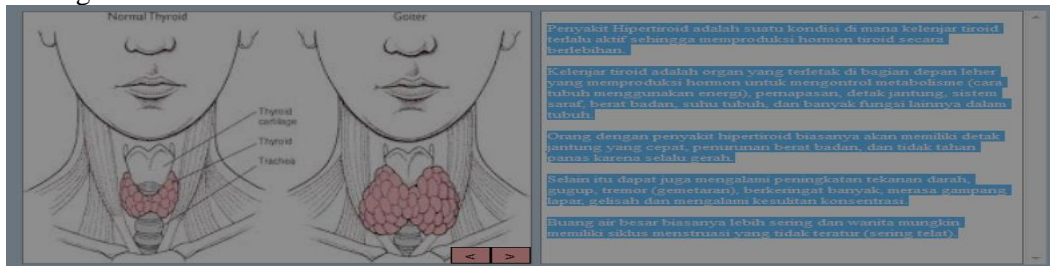 Normal Thyroid
Goiter
Thyroid
cartilage
Thyroid
Trachea
< >
Penyakit Hipertiroid adalah suatu kondisi di mana kelenjar tiroid
terlalu aktif sehingga memproduksi hormon tiroid secara
berlebihan.
Kelenjar tiroid adalah organ yang terletak di bagian depan leher
yang memproduksi hormon untuk mengontrol metabolisme (cara
tubuh menggunakan energi), pernapasan, detak jantung, sistem
saraf, berat badan, suhu tubuh, dan banyak fungsi lainnya dalam
tubuh.
Orang dengan penyakit hipertiroid biasanya akan memiliki detak
jantung yang cepat, penurunan berat badan, dan tidak tahan
panas karena selalu gerah.
Selain itu dapat juga mengalami peningkatan tekanan darah,
gugup, tremor (gemetaran), berkeringat banyak, merasa gampang
lapar, gelisah dan mengalami kesulitan konsentrasi.
Buang air besar biasanya lebih sering dan wanita mungkin
memiliki siklus menstruasi yang tidak teratur (sering telat).